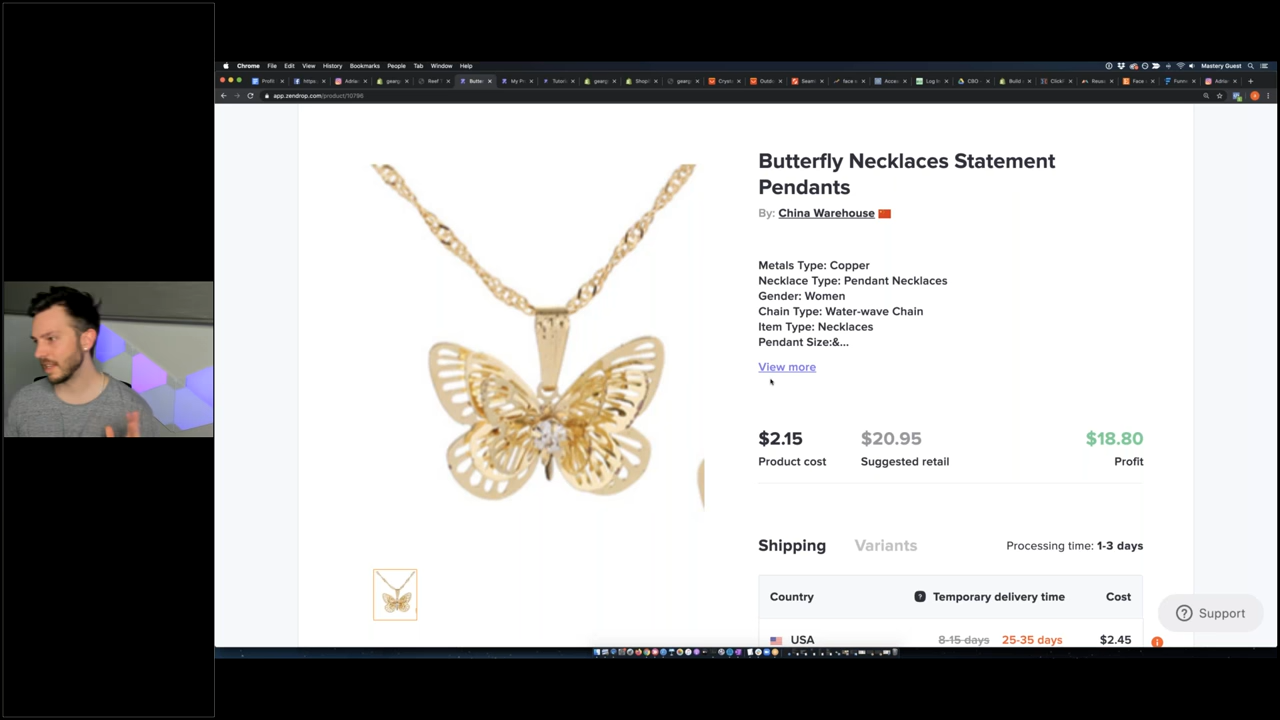 Chrome File Edit View History Bookmarks People Tab Window Help
Mastery Guest
app.zendrop.com/product/10796
Butterfly Necklaces Statement
Pendants
By: China Warehouse
Metals Type: Copper
Necklace Type: Pendant Necklaces
Gender: Women
Chain Type: Water-wave Chain
Item Type: Necklaces
Pendant Size:&...
View more
$2.15 $20.95 $18.80
Product cost Suggested retail Profit
Shipping Variants Processing time: 1-3 days
Country ? Temporary delivery time Cost
USA 8-15 days 25-35 days $2.45
? Support